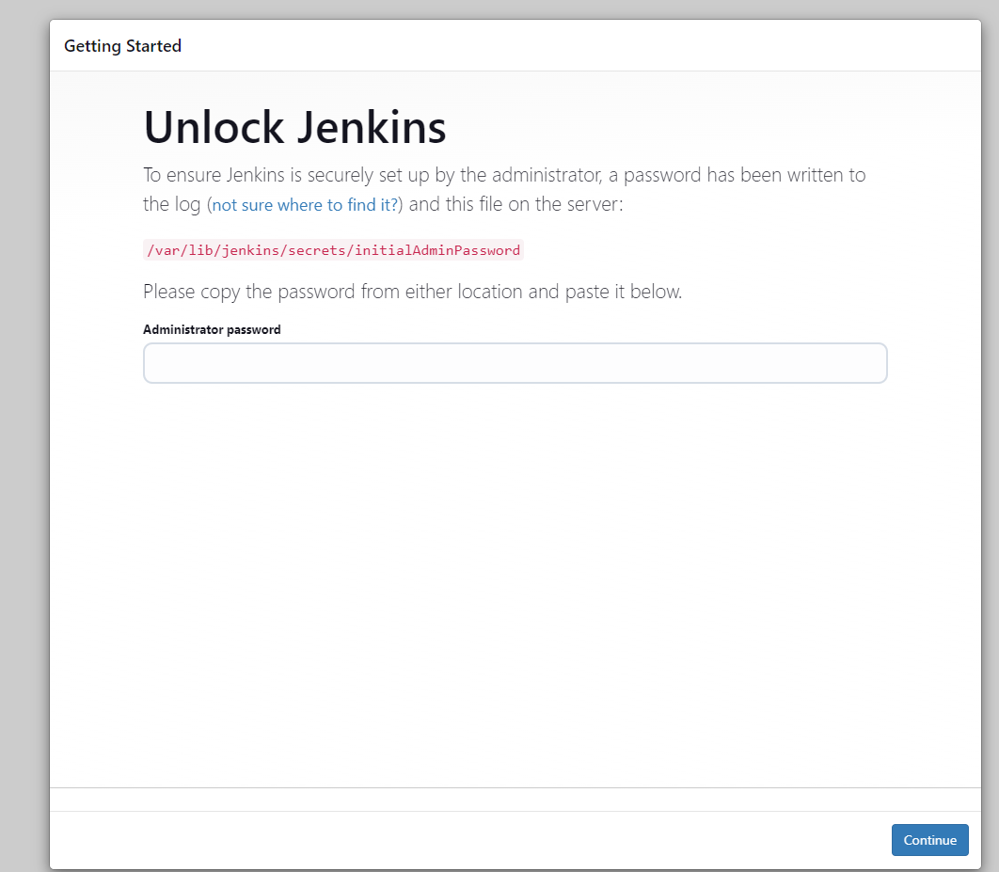 Getting Started
Unlock Jenkins
To ensure Jenkins is securely set up by the administrator, a password has been written to
the log (not sure where to find it?) and this file on the server:
/var/lib/jenkins/secrets/initialAdminPassword
Please copy the password from either location and paste it below.
Administrator password
Continue